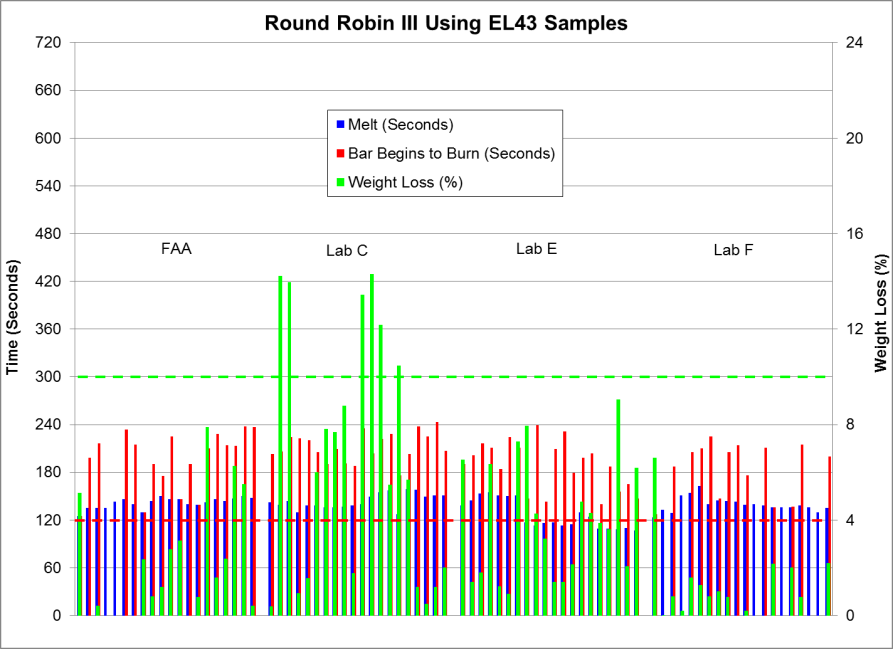 Round Robin III Using EL43 Samples
720
660
600
540
480
420
360
300
240
180
120
60
0
Time (Seconds)
Melt (Seconds)
Bar Begins to Burn (Seconds)
Weight Loss (%)
FAA
Lab C
Lab E
Lab F
24
20
16
12
8
4
0
Weight Loss (%)